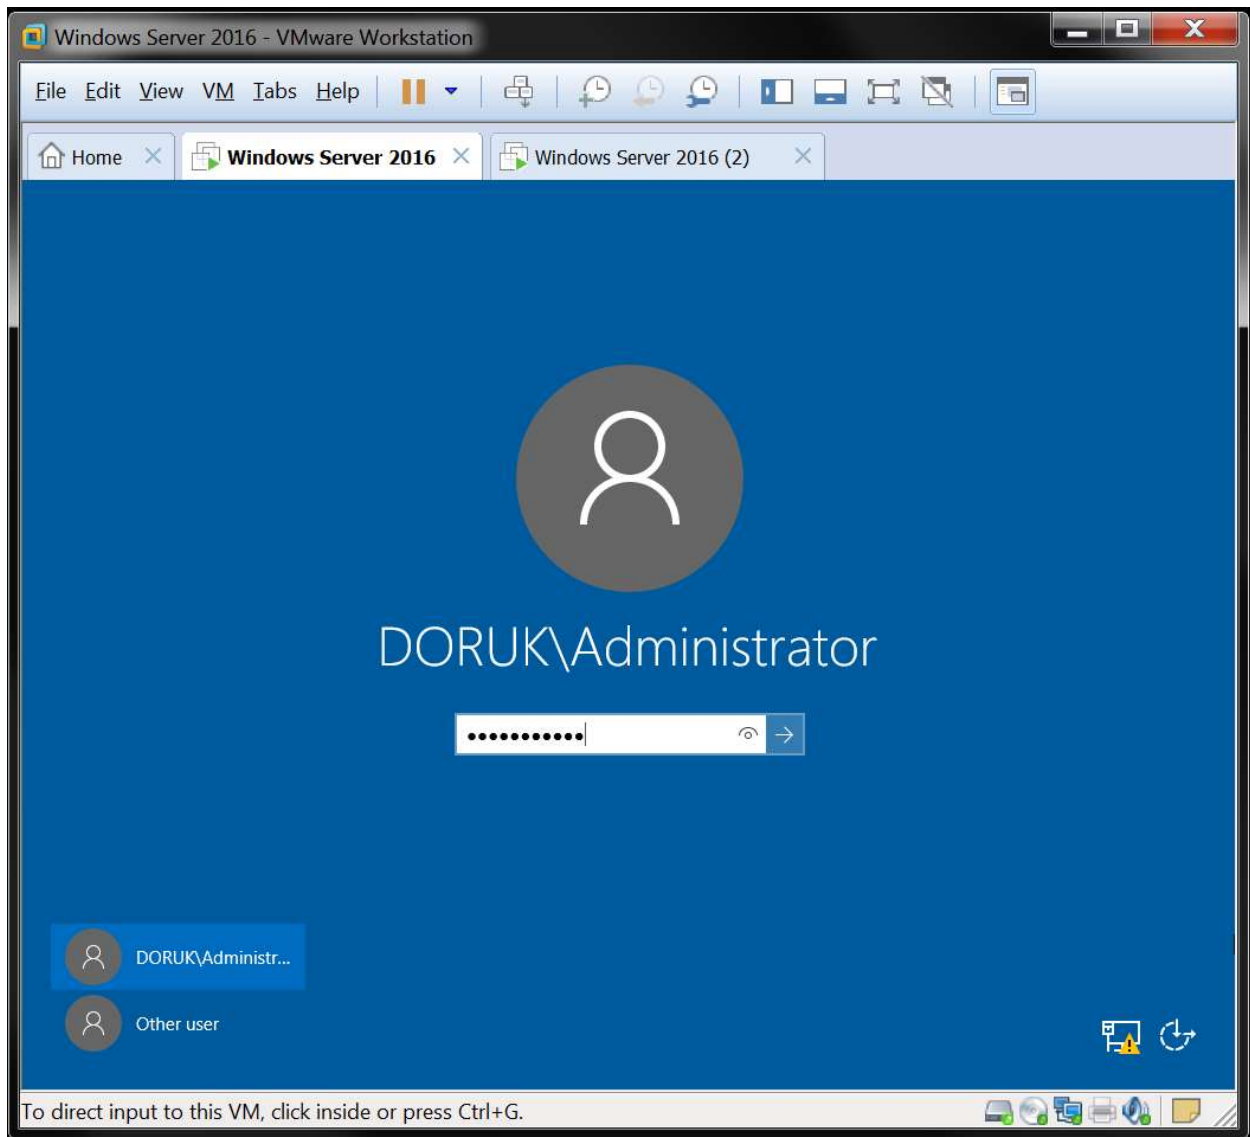 Windows Server 2016 - VMware Workstation
File Edit View VM Tabs Help
Home Windows Server 2016 Windows Server 2016 (2)
DORUK\Administrator
DORUK\Administr...
Other user
To direct input to this VM, click inside or press Ctrl+G.